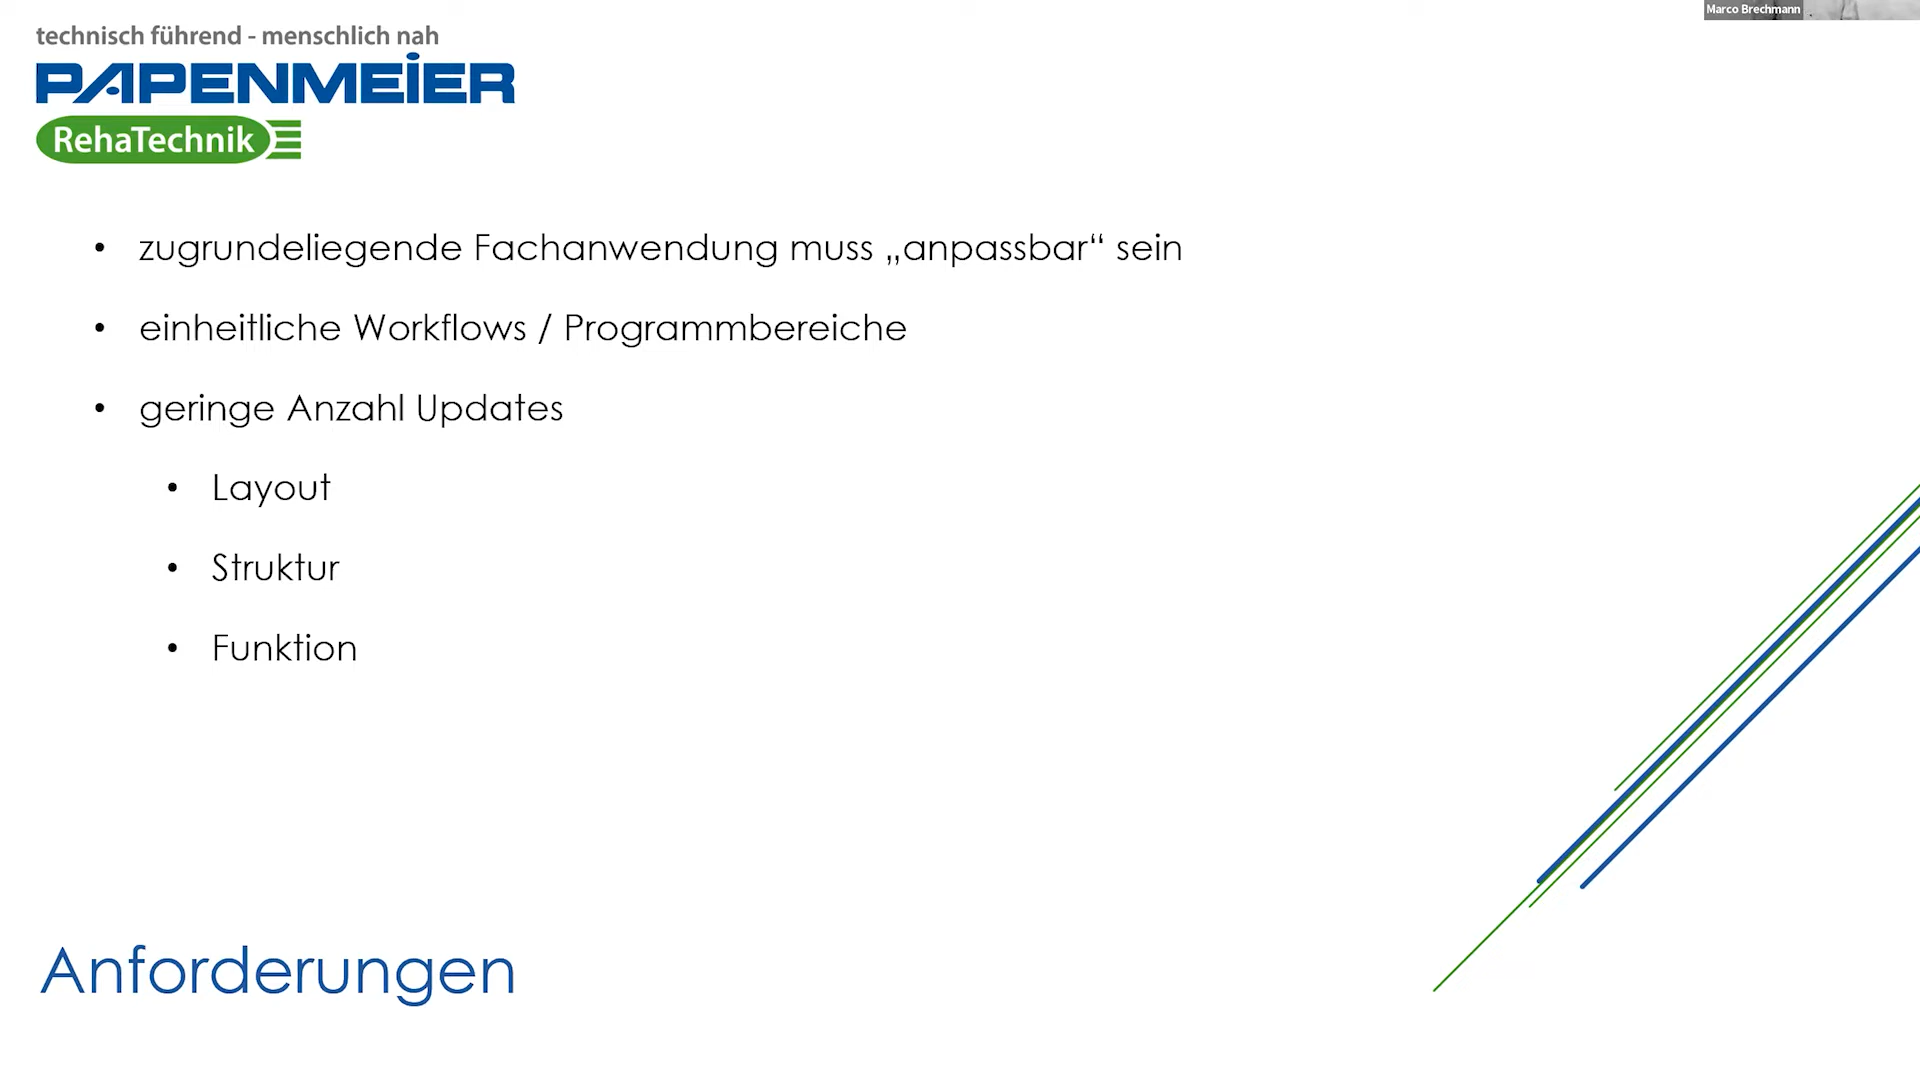 Marco Brechmann
technisch führend - menschlich nah
PAPENMEIER
RehaTechnik
• zugrundeliegende Fachanwendung muss „anpassbar“ sein
• einheitliche Workflows / Programmbereiche
• geringe Anzahl Updates
• Layout
• Struktur
• Funktion
Anforderungen